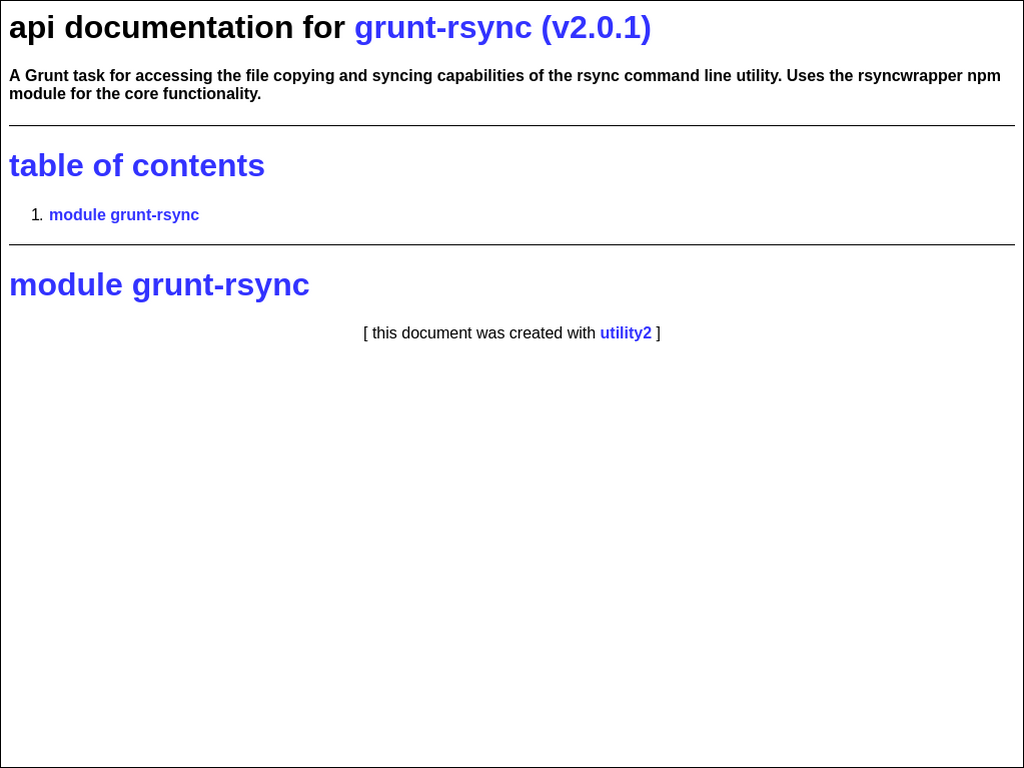 api documentation for grunt-rsync (v2.0.1)
A Grunt task for accessing the file copying and syncing capabilities of the rsync command line utility. Uses the rsyncwrapper npm
module for the core functionality.
table of contents
1. module grunt-rsync
module grunt-rsync
[ this document was created with utility2 ]